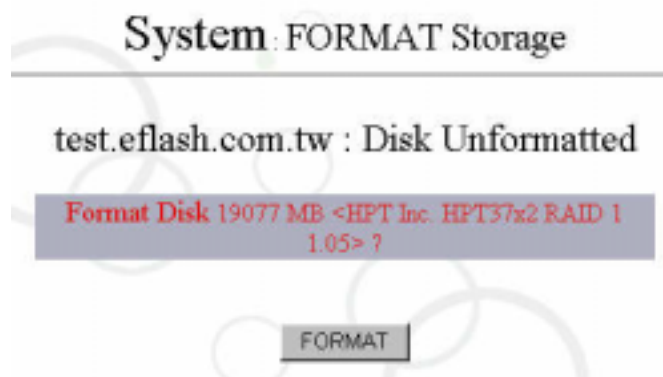 System : FORMAT Storage
test.eflash.com.tw : Disk Unformatted
Format Disk 19077 MB <HPT Inc. HPT37x2 RAID 1
1.05> ?
FORMAT